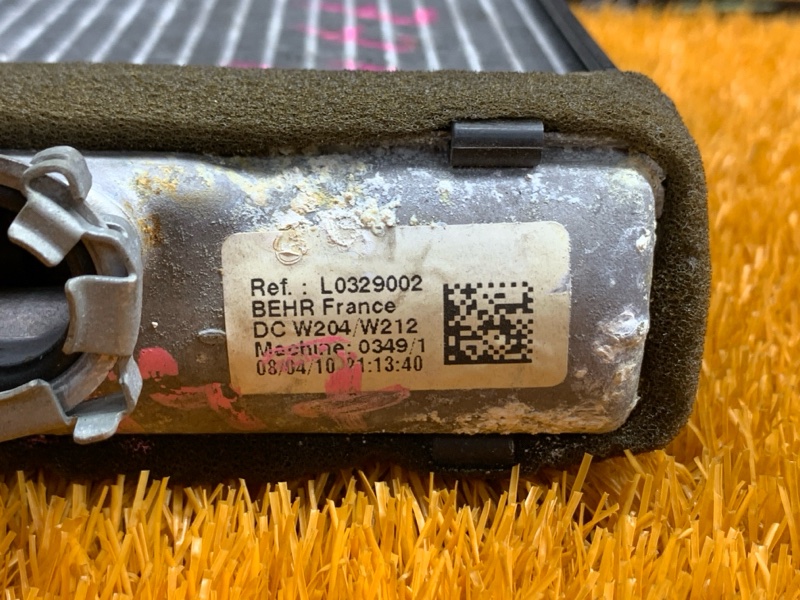 Ref. : L0329002
BEHR France
DC W204/W212
Machine: 0349/1
08/04/10 21:13:40